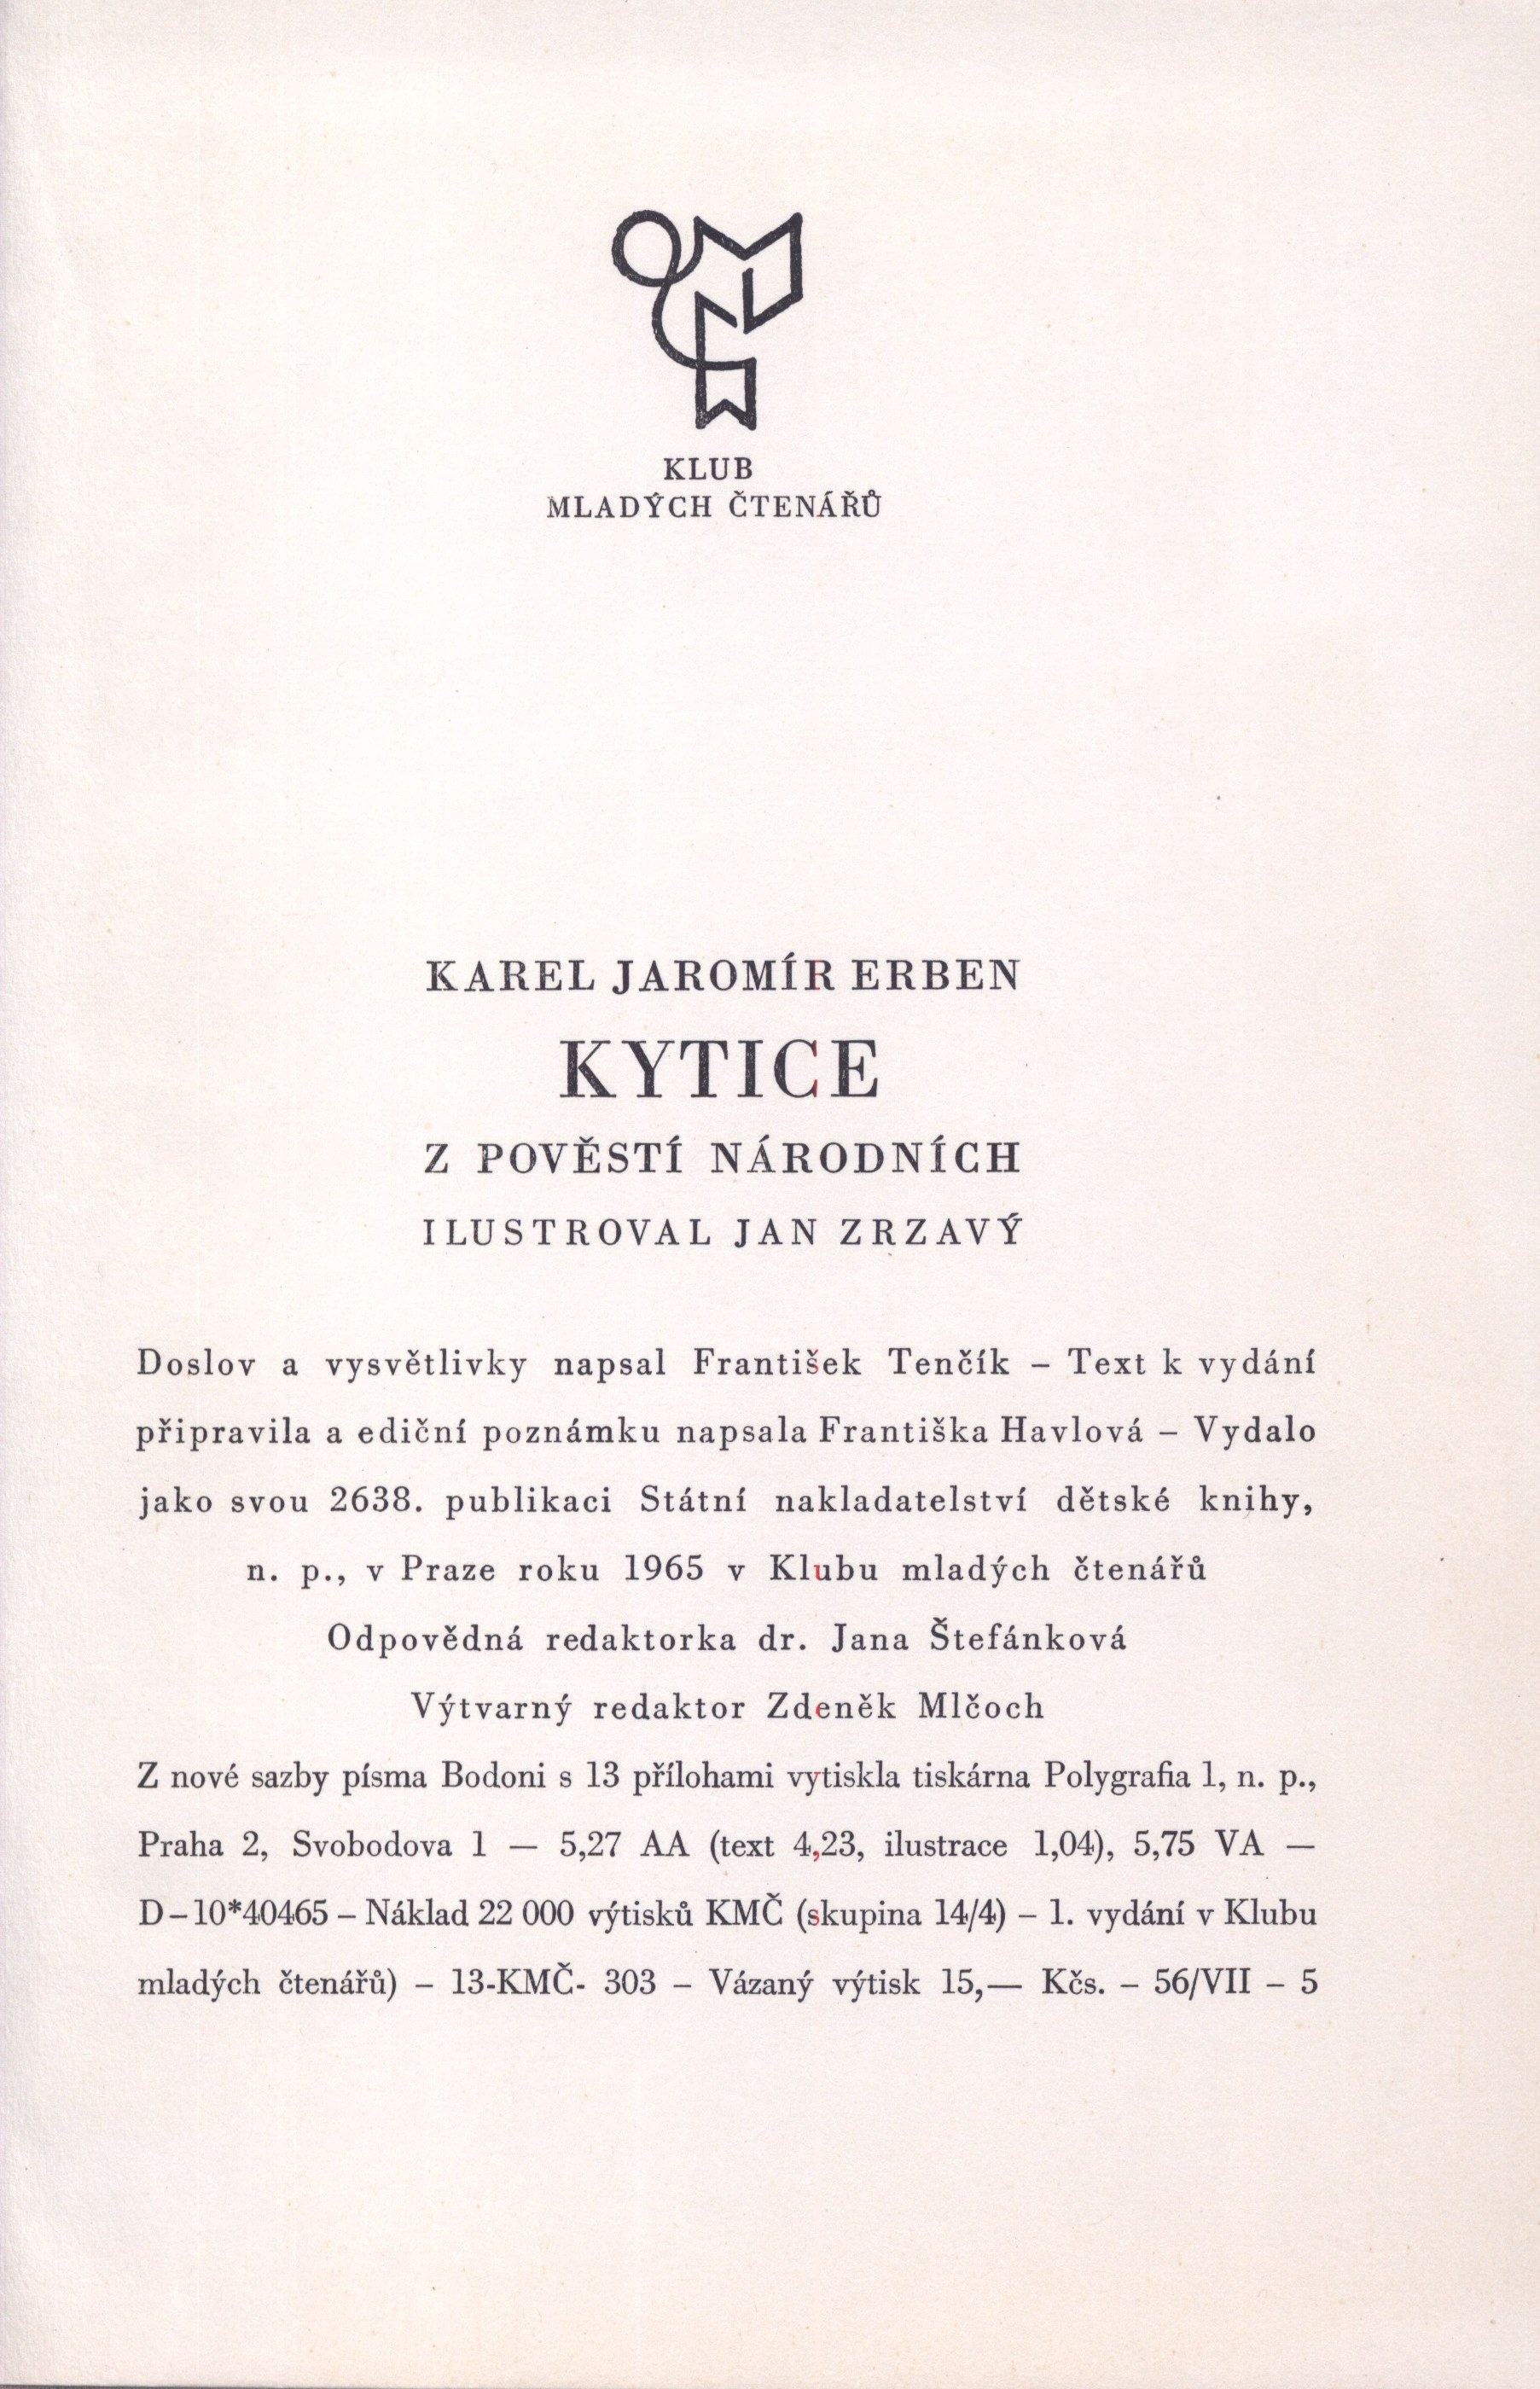 KLUB
MLADÝCH ČTENÁŘŮ
KAREL JAROMÍR ERBEN
KYTICE
Z POVĚSTÍ NÁRODNÍCH
ILUSTROVAL JAN ZRZAVÝ
Doslov a vysvětlivky napsal František Tenčík – Text k vydání
připravila a ediční poznámku napsala Františka Havlová – Vydalo
jako svou 2638. publikaci Státní nakladatelství dětské knihy,
n. p., v Praze roku 1965 v Klubu mladých čtenářů
Odpovědná redaktorka dr. Jana Štefánková
Výtvarný redaktor Zdeněk Mlčoch
Z nové sazby písma Bodoni s 13 přílohami vytiskla tiskárna Polygrafia 1, n. p.,
Praha 2, Svobodova 1 — 5,27 AA (text 4,23, ilustrace 1,04), 5,75 VA —
D–10*40465 – Náklad 22 000 výtisků KMČ (skupina 14/4) – 1. vydání v Klubu
mladých čtenářů) – 13-KMČ- 303 – Vázaný výtisk 15,— Kčs. – 56/VII – 5